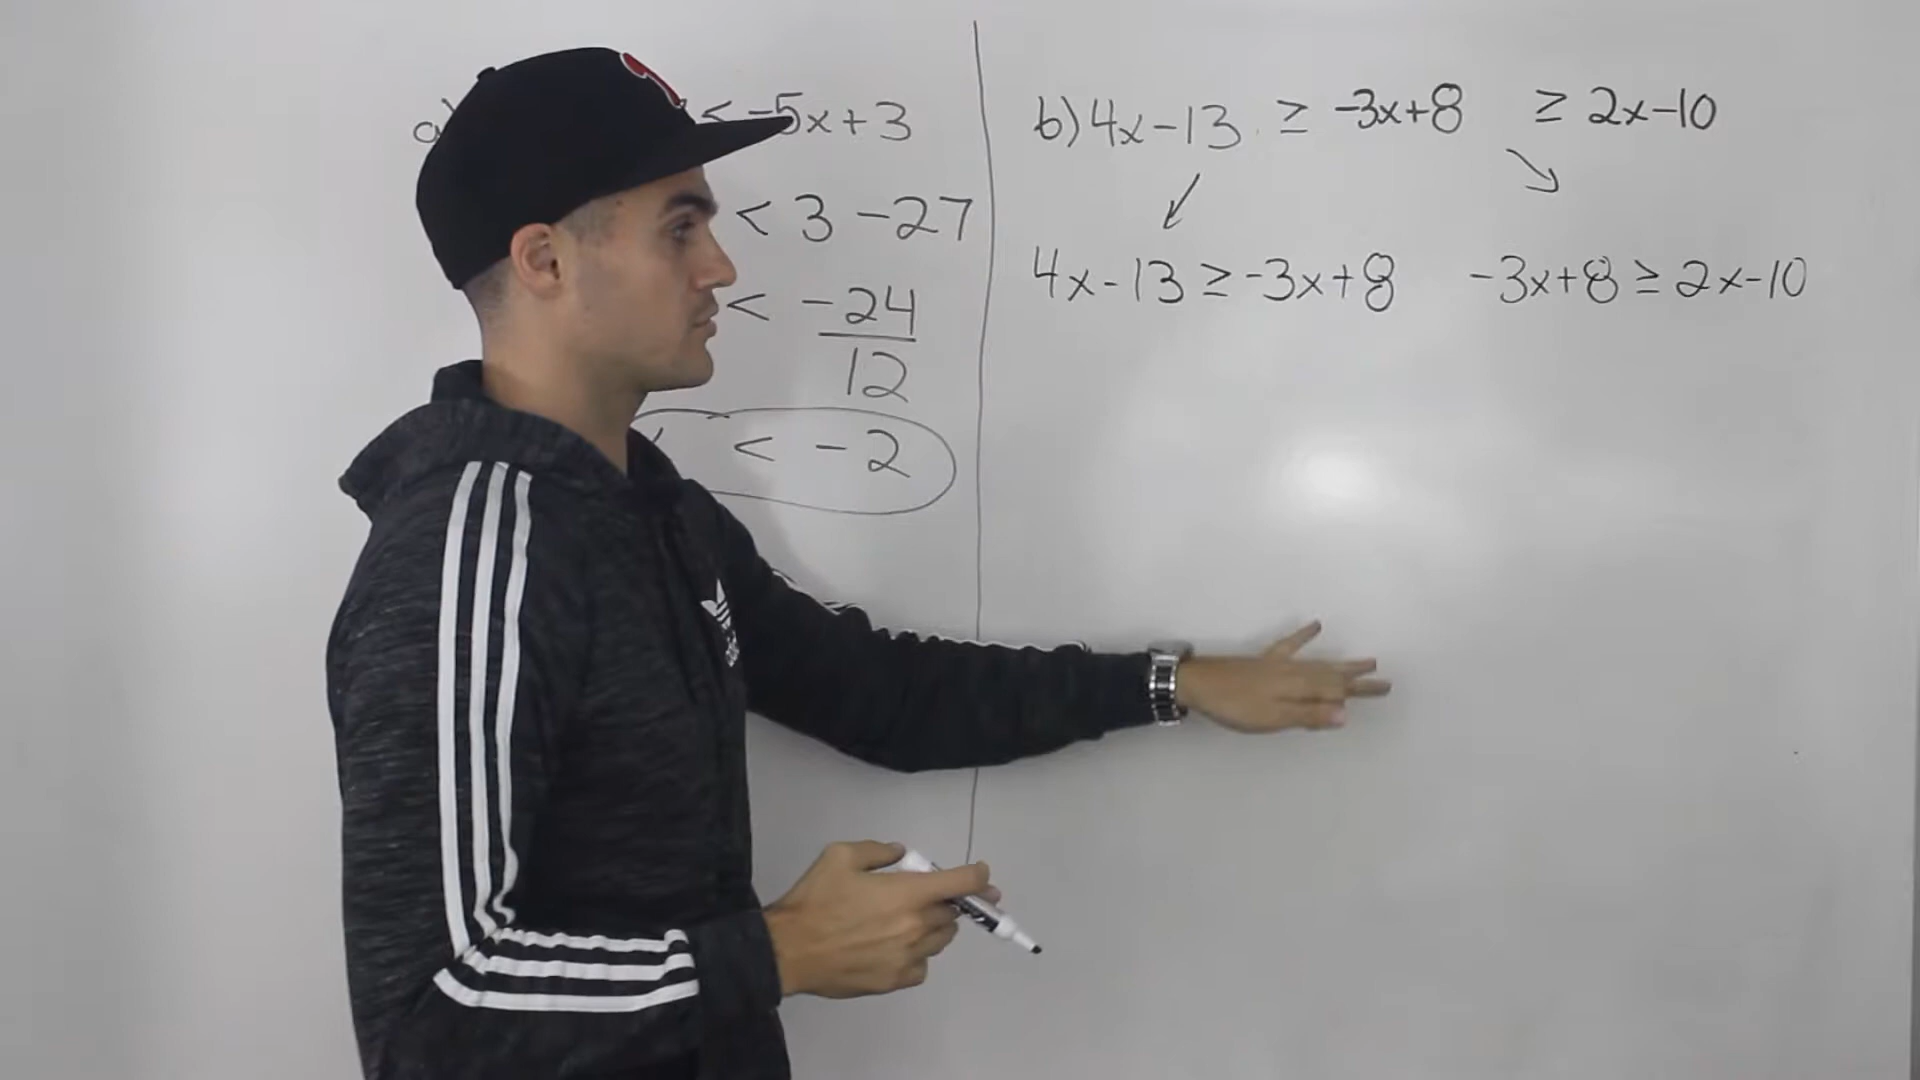 a) < -5x+3
< 3 -27
< -24
12
< -2
b) 4x-13 ≥ -3x+8 ≥ 2x-10
4x-13 ≥ -3x+8 -3x+8 ≥ 2x-10